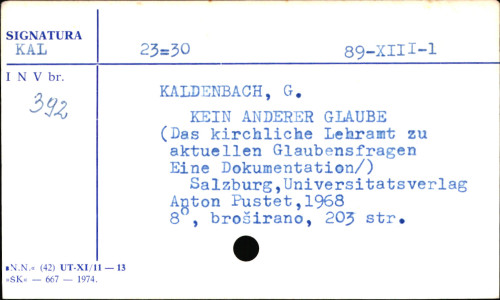 SIGNATURA
KAL
23=30
89-XIII-1
I N V br.
392
KALDENBACH, G.
KEIN ANDERER GLAUBE
(Das kirchliche Lehramt zu
aktuellen Glaubensfragen
Eine Dokumentation/)
Salzburg,Universitatsverlag
Anton Pustet,1968
8°, broširano, 203 str.
■N.N.« (42) UT-XI/11 — 13
»SK« — 667 — 1974.